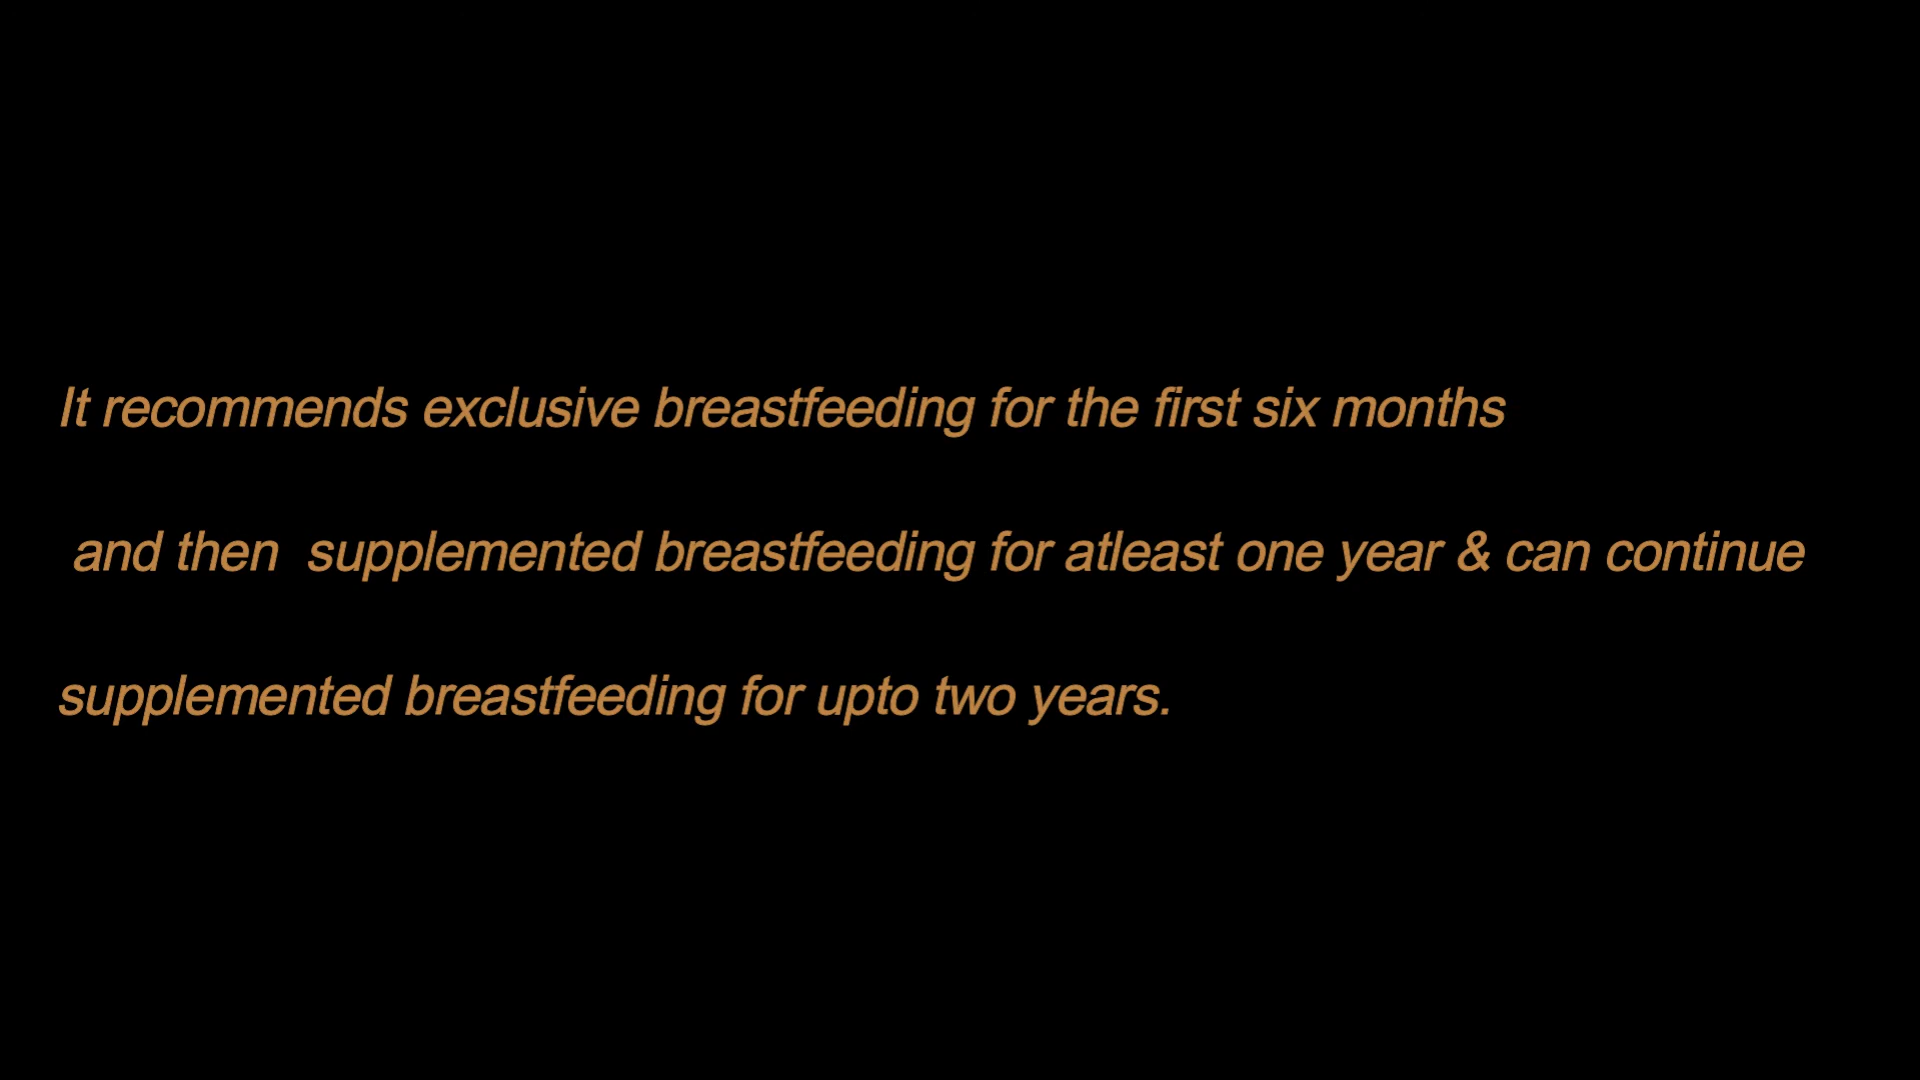 It recommends exclusive breastfeeding for the first six months
and then  supplemented breastfeeding for atleast one year & can continue
supplemented breastfeeding for upto two years.